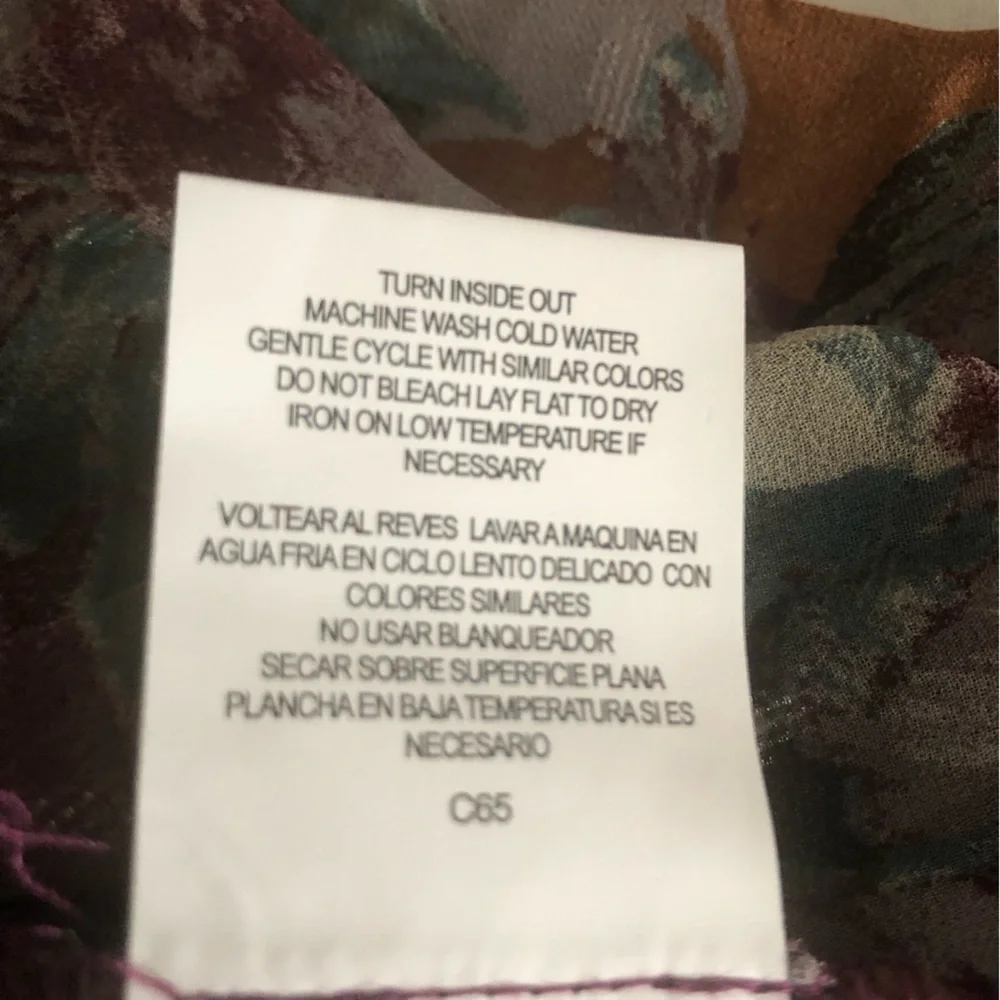 TURN INSIDE OUT
MACHINE WASH COLD WATER
GENTLE CYCLE WITH SIMILAR COLORS
DO NOT BLEACH LAY FLAT TO DRY
IRON ON LOW TEMPERATURE IF
NECESSARY
VOLTEAR AL REVES LAVAR A MAQUINA EN
AGUA FRIA EN CICLO LENTO DELICADO CON
COLORES SIMILARES
NO USAR BLANQUEADOR
SECAR SOBRE SUPERFICIE PLANA
PLANCHA EN BAJA TEMPERATURA SI ES
NECESARIO
C65